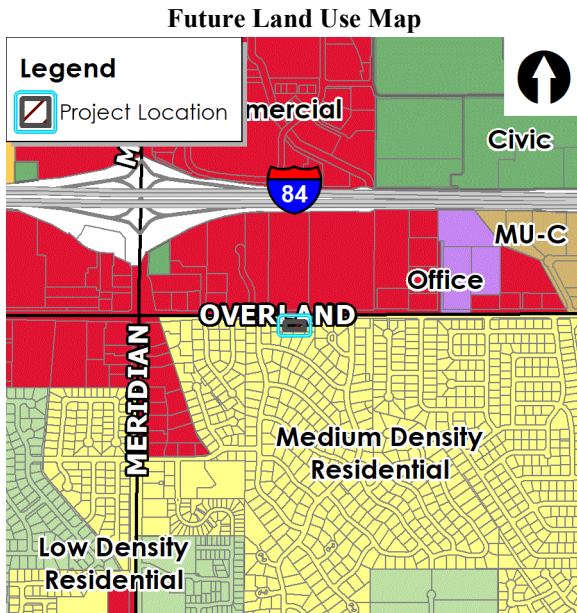 Future Land Use Map
Legend
Project Location
mercial
Civic
M
84
MU-C
Office
OVERLAND
MERIDIAN
Medium Density
Residential
Low Density
Residential